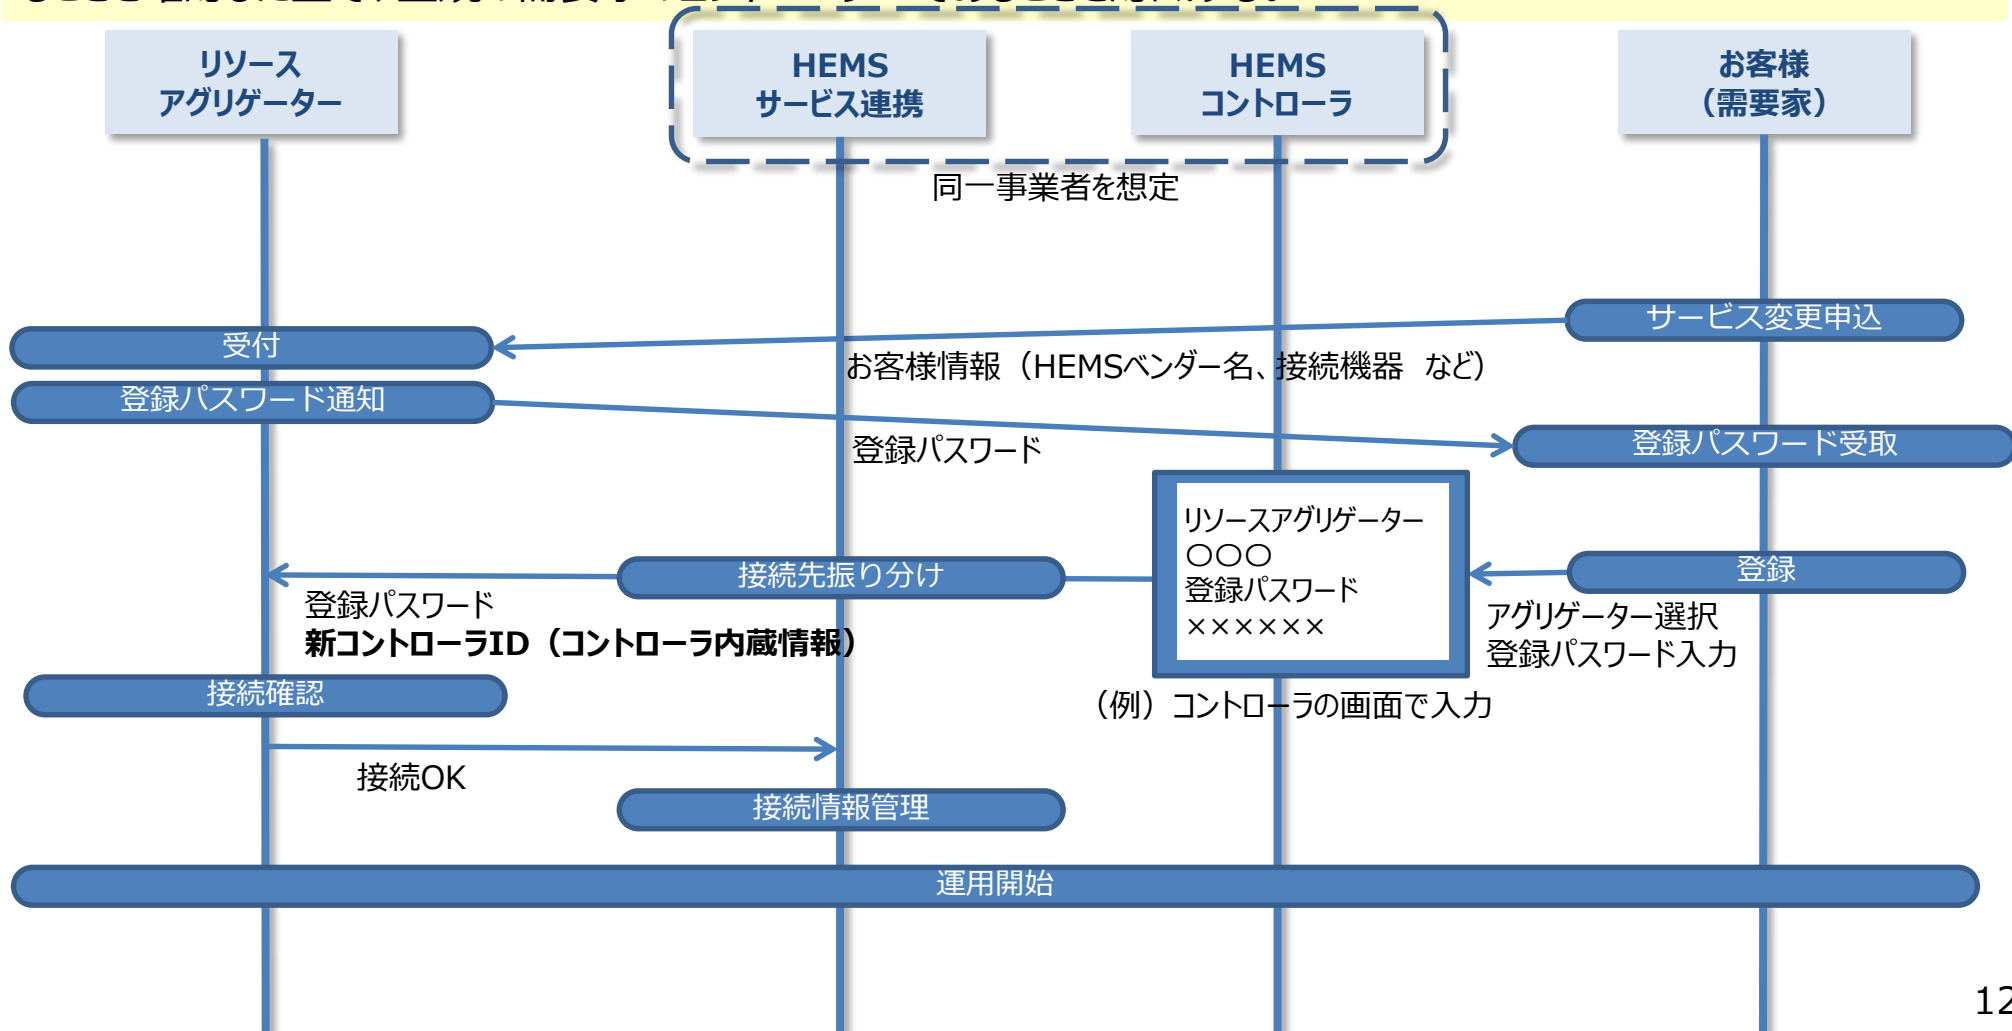 リソース
アグリゲーター
HEMS
サービス連携
HEMS
コントローラ
お客様
（需要家）
同一事業者を想定
サービス変更申込
受付
お客様情報（HEMSベンダー名、接続機器　など）
登録パスワード通知
登録パスワード
登録パスワード受取
リソースアグリゲーター
〇〇〇
登録パスワード
××××××
接続先振り分け
登録
登録パスワード
新コントローラID（コントローラ内蔵情報）
アグリゲーター選択
登録パスワード入力
接続確認
（例）コントローラの画面で入力
接続OK
接続情報管理
運用開始
12